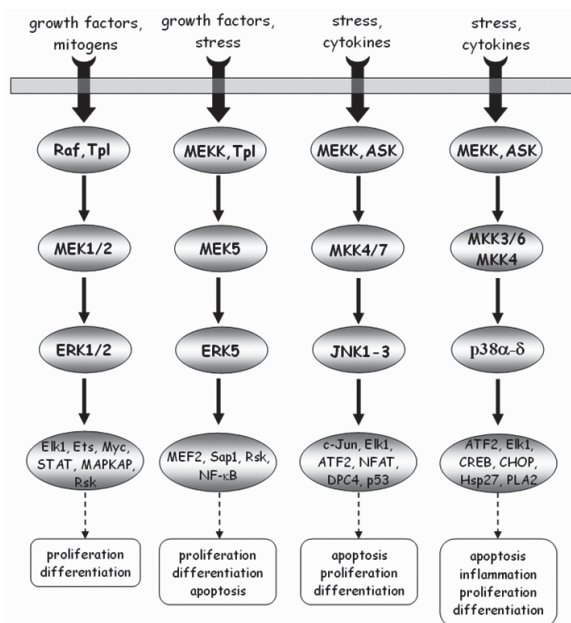 growth factors,
mitogens
growth factors,
stress
stress,
cytokines
stress,
cytokines
Raf, Tpl
MEKK, Tpl
MEKK, ASK
MEKK, ASK
MEK1/2
MEK5
MKK4/7
MKK3/6
MKK4
ERK1/2
ERK5
JNK1-3
p38α-δ
Elk1, Ets, Myc,
STAT, MAPKAP,
Rsk
MEF2, Sap1, Rsk,
NF-κB
c-Jun, Elk1,
ATF2, NFAT,
DPC4, p53
ATF2, Elk1,
CREB, CHOP,
Hsp27, PLA2
proliferation
differentiation
proliferation
differentiation
apoptosis
apoptosis
proliferation
differentiation
apoptosis
inflammation
proliferation
differentiation